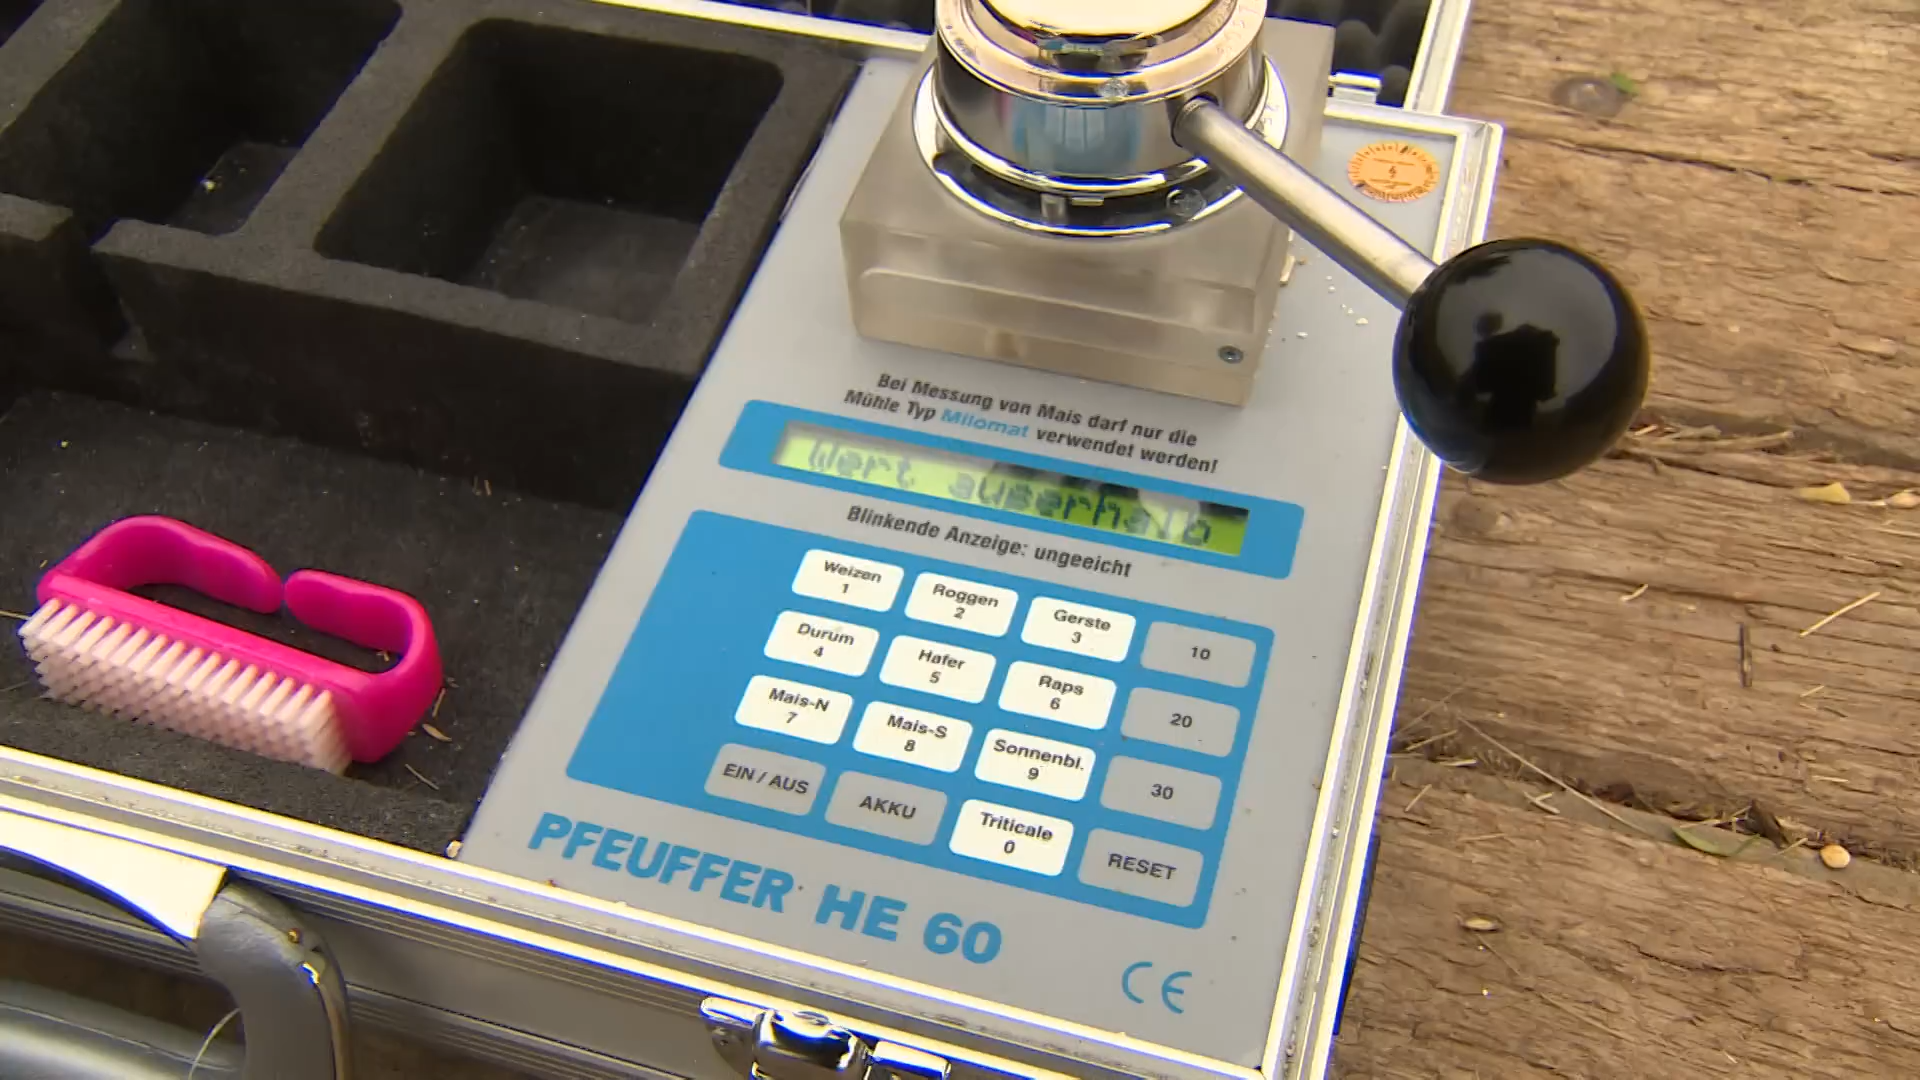 Bei Messung von Mais darf nur die
Mühle Typ Milomat verwendet werden!
Wert ausserhalb
Blinkende Anzeige: ungeeicht
Weizen
1
Roggen
2
Gerste
3
10
Durum
4
Hafer
5
Raps
6
20
Mais-N
7
Mais-S
8
Sonnenbl.
9
30
EIN / AUS
AKKU
Triticale
0
RESET
PFEUFFER HE 60
CE